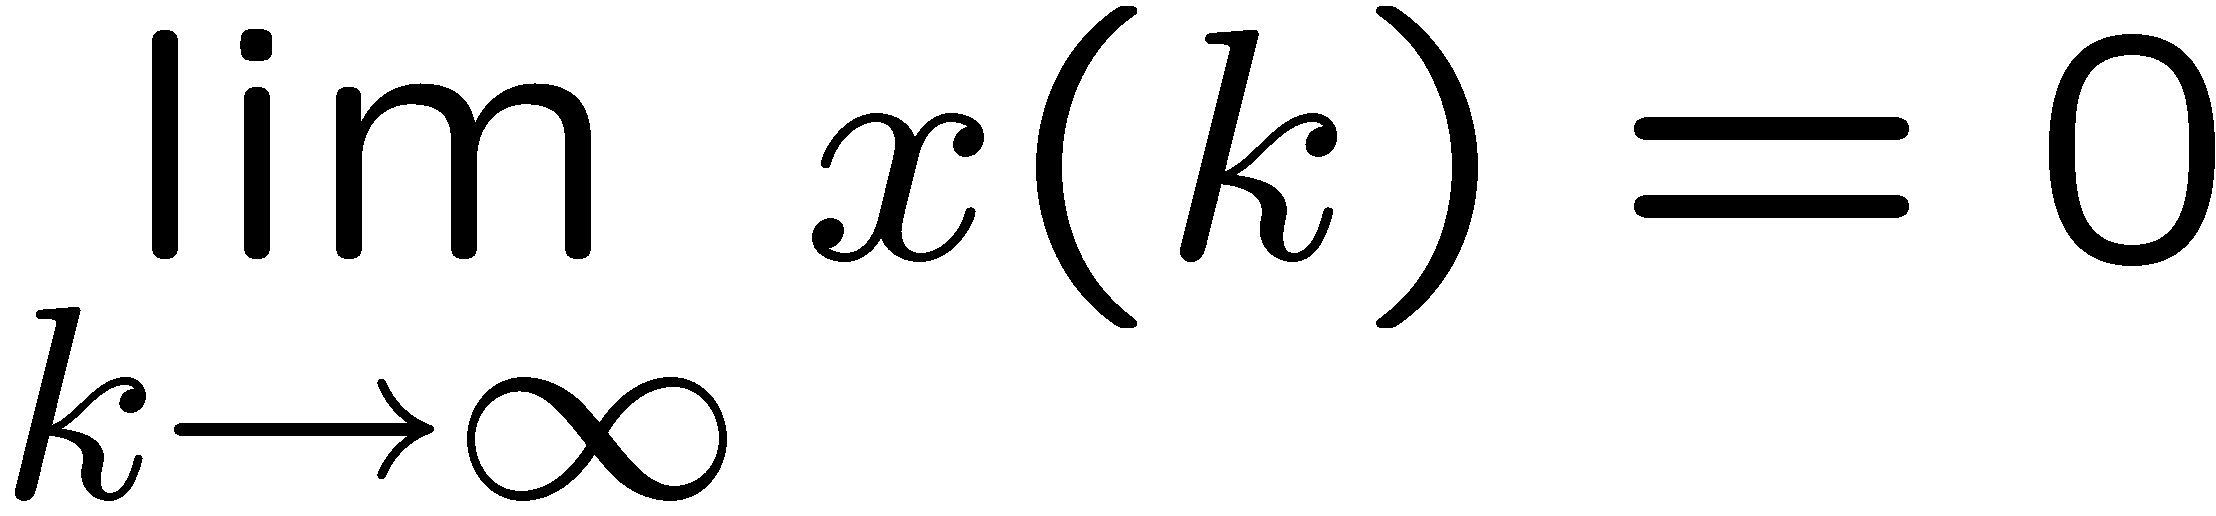 lim x(k) = 0
k→∞